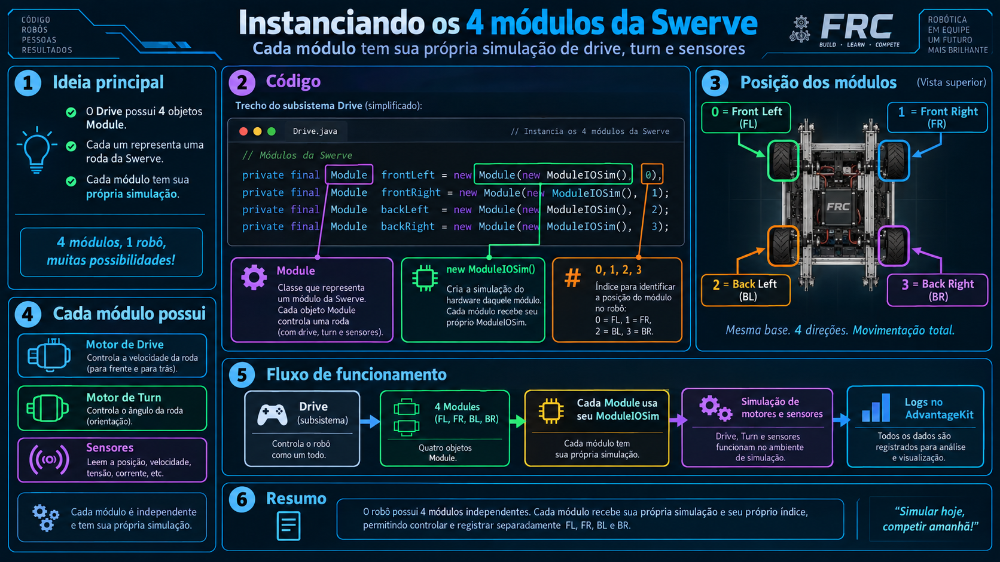 CÓDIGO
ROBÓS
PESSOAS
RESULTADOS
Instanciando os 4 módulos da Swerve
Cada módulo tem sua própria simulação de drive, turn e sensores
FRC
BUILD · LEARN · COMPETE
ROBÓTICA
EM EQUIPE
UM FUTURO
MAIS BRILHANTE
1 Ideia principal
O Drive possui 4 objetos
Module.
Cada um representa uma
roda da Swerve.
Cada módulo tem sua
própria simulação.
4 módulos, 1 robô,
muitas possibilidades!
2 Código
Trecho do subsistema Drive (simplificado):
Drive.java
// Instancia os 4 módulos da Swerve
// Módulos da Swerve
private final Module frontLeft = new Module(new ModuleIOSim(), 0),
private final Module frontRight = new Module(new ModuleIOSim(), 1);
private final Module backLeft = new Module(new ModuleIOSim(), 2);
private final Module backRight = new Module(new ModuleIOSim(), 3);
Module
Classe que representa
um módulo da Swerve.
Cada objeto Module
controla uma roda
(com drive, turn e sensores).
new ModuleIOSim()
Cria a simulação do
hardware daquele módulo.
Cada módulo recebe seu
próprio ModuleIOSim.
# 0, 1, 2, 3
Índice para identificar
a posição do módulo
no robô:
0 = FL, 1 = FR,
2 = BL, 3 = BR.
3 Posição dos módulos (Vista superior)
0 = Front Left
(FL)
1 = Front Right
(FR)
FRC
2 = Back Left
(BL)
3 = Back Right
(BR)
Mesma base. 4 direções. Movimentação total.
4 Cada módulo possui
Motor de Drive
Controla a velocidade da roda
(para frente e para trás).
Motor de Turn
Controla o ângulo da roda
(orientação).
Sensores
Leem a posição, velocidade,
tensão, corrente, etc.
Cada módulo é independente
e tem sua própria simulação.
5 Fluxo de funcionamento
Drive
(subsistema)
Controla o robô
como um todo.
4 Modules
(FL, FR, BL, BR)
Quatro objetos
Module.
Cada Module usa
seu ModuleIOSim
Cada módulo tem
sua própria simulação.
Simulação de
motores e sensores
Drive, Turn e sensores
funcionam no ambiente
de simulação.
Logs no
AdvantageKit
Todos os dados são
registrados para análise
e visualização.
6 Resumo
O robô possui 4 módulos independentes. Cada módulo recebe sua própria simulação e seu próprio índice,
permitindo controlar e registrar separadamente FL, FR, BL e BR.
“Simular hoje,
competir amanhã!”